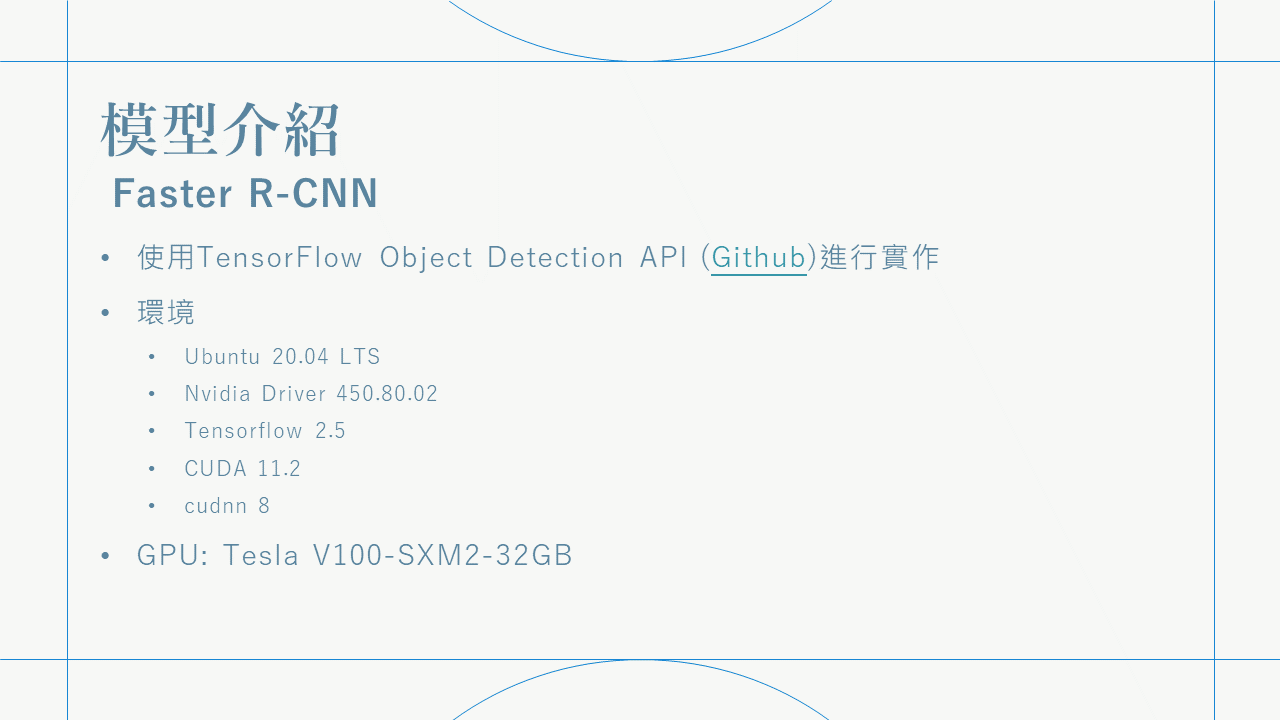 模型介紹
Faster R-CNN
• 使用TensorFlow Object Detection API (Github)進行實作
• 環境
• Ubuntu 20.04 LTS
• Nvidia Driver 450.80.02
• Tensorflow 2.5
• CUDA 11.2
• cudnn 8
• GPU: Tesla V100-SXM2-32GB